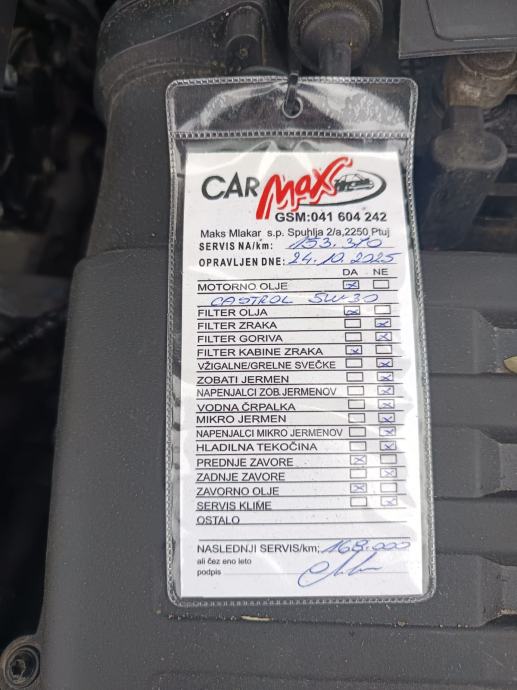 CAR MAX
GSM:041 604 242
Maks Mlakar s.p. Spuhlja 2/a,2250 Ptuj
SERVIS NA/km: 153.370
OPRAVLJEN DNE: 24.10.2025
DA NE
MOTORNO OLJE
CASTROL 5W30
FILTER OLJA
FILTER ZRAKA
FILTER GORIVA
FILTER KABINE ZRAKA
VŽIGALNE/GRELNE SVEČKE
ZOBATI JERMEN
NAPENJALCI ZOB.JERMENOV
VODNA ČRPALKA
MIKRO JERMEN
NAPENJALCI MIKRO JERMENOV
HLADILNA TEKOČINA
PREDNJE ZAVORE
ZADNJE ZAVORE
ZAVORNO OLJE
SERVIS KLIME
OSTALO
NASLEDNJI SERVIS/km; 168.000
ali čez eno leto
podpis